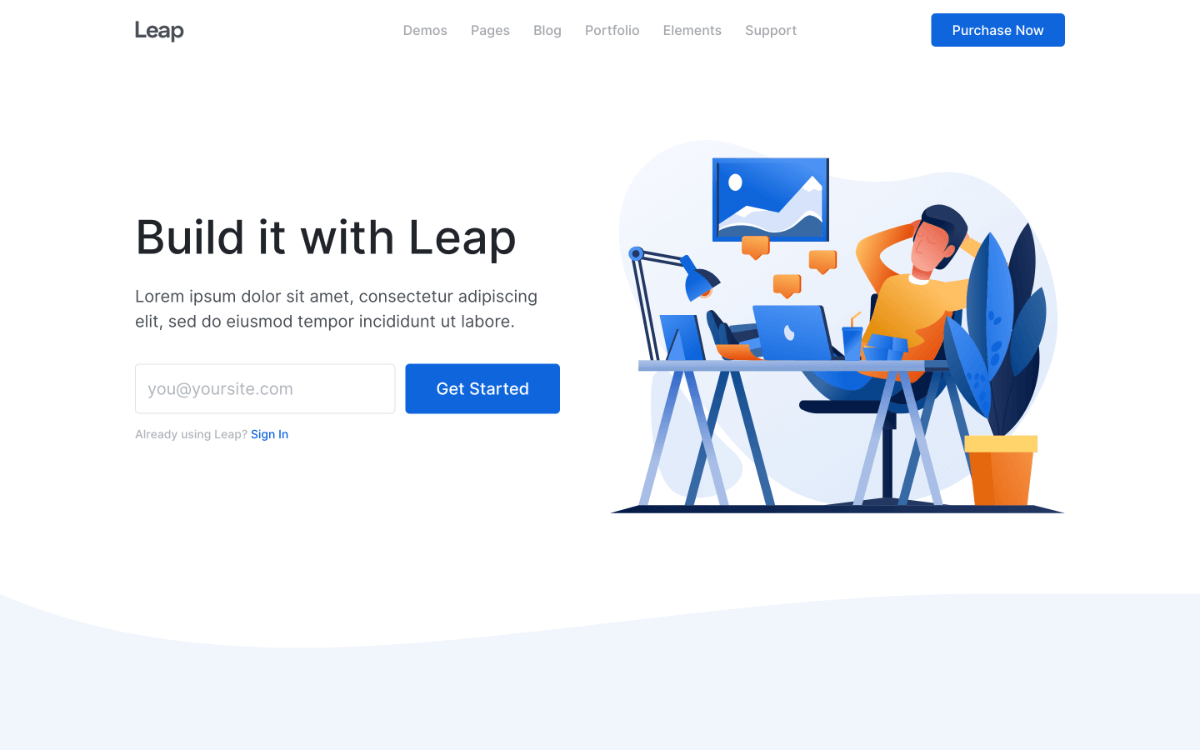 Leap
Demos Pages Blog Portfolio Elements Support
Purchase Now
Build it with Leap
Lorem ipsum dolor sit amet, consectetur adipiscing
elit, sed do eiusmod tempor incididunt ut labore.
you@yoursite.com
Get Started
Already using Leap? Sign In